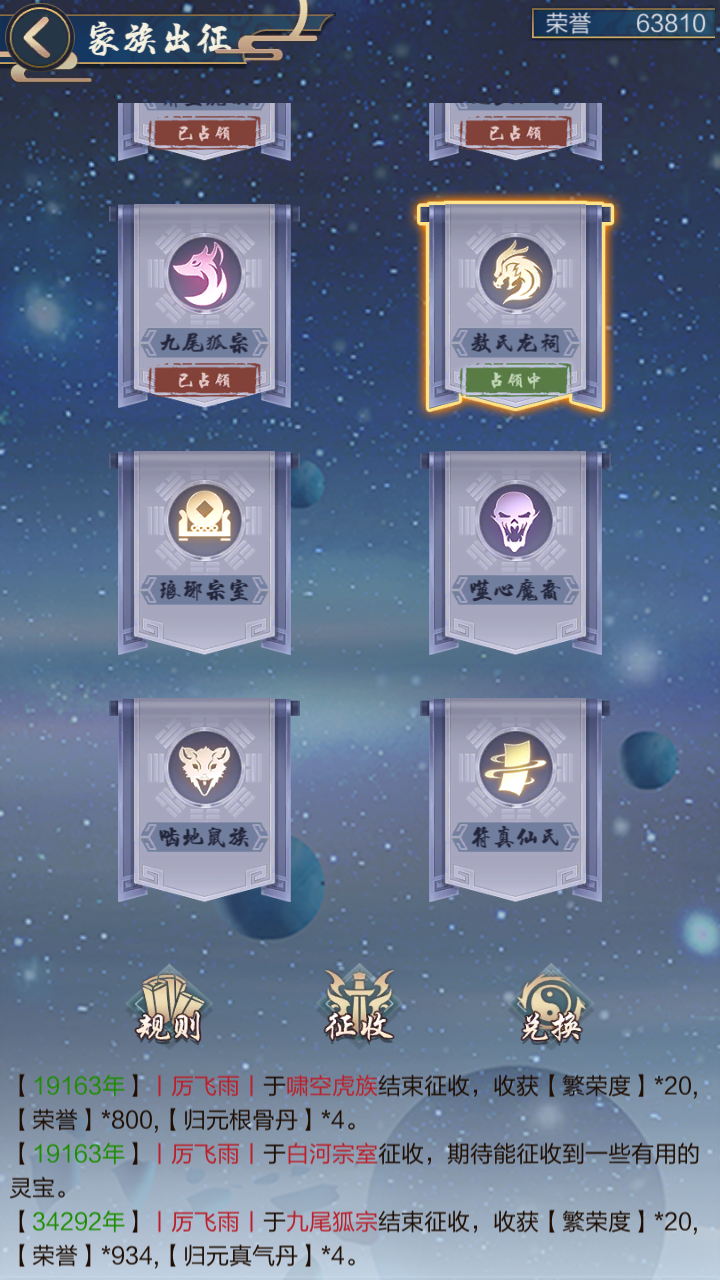 家族出征
荣誉 63810
已占领 已占领
九尾狐宗 敖氏龙祠
已占领 占领中
琅琊宗室 噬心魔裔
啮地鼠族 符真仙氏
规则 征收 兑换
【19163年】丨厉飞雨丨于啸空虎族结束征收，收获【繁荣度】*20,
【荣誉】*800,【归元根骨丹】*4。
【19163年】丨厉飞雨丨于白河宗室征收，期待能征收到一些有用的
灵宝。
【34292年】丨厉飞雨丨于九尾狐宗结束征收，收获【繁荣度】*20,
【荣誉】*934,【归元真气丹】*4。